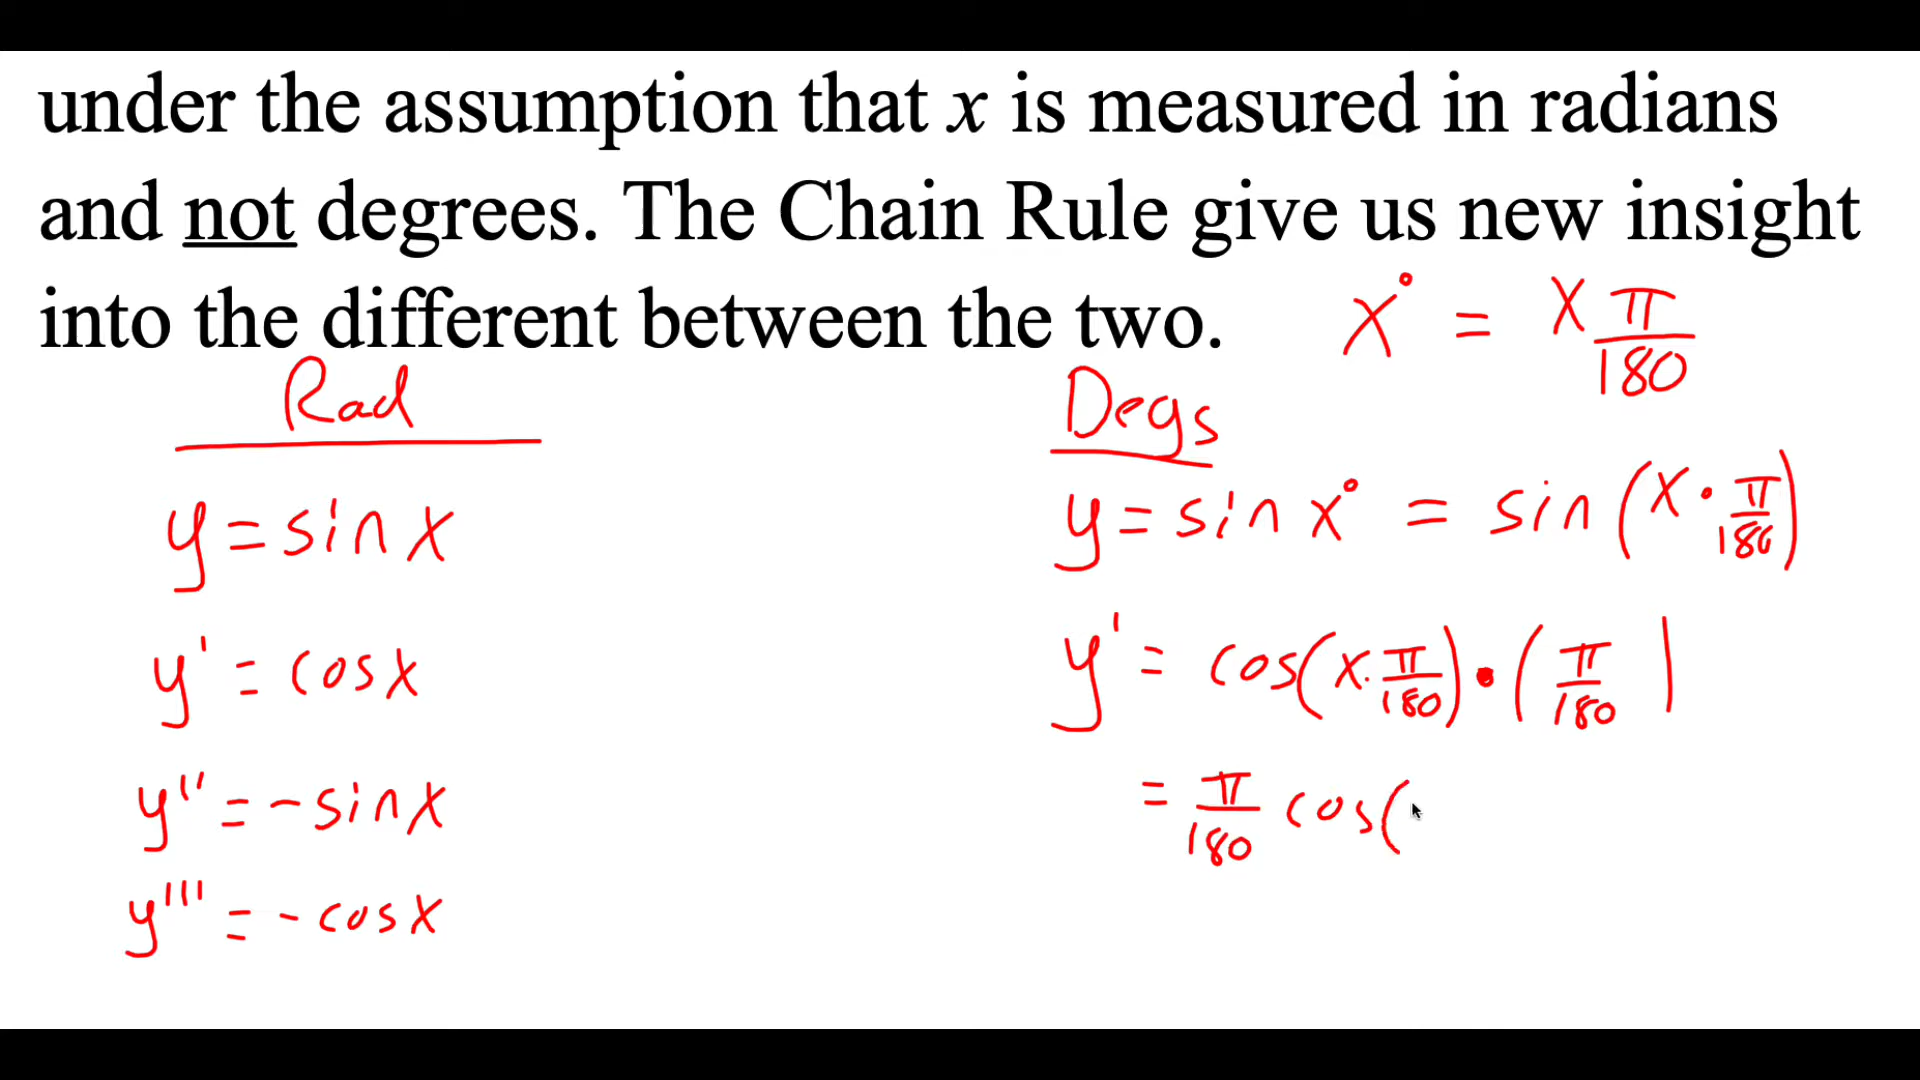 under the assumption that x is measured in radians
and not degrees. The Chain Rule give us new insight
into the different between the two.
x° = x π/180
Rad
y = sin x
y' = cos x
y'' = - sin x
y''' = - cos x
Degs
y = sin x° = sin (x · π/180)
y' = cos(x · π/180) · (π/180 )
= π/180 cos(